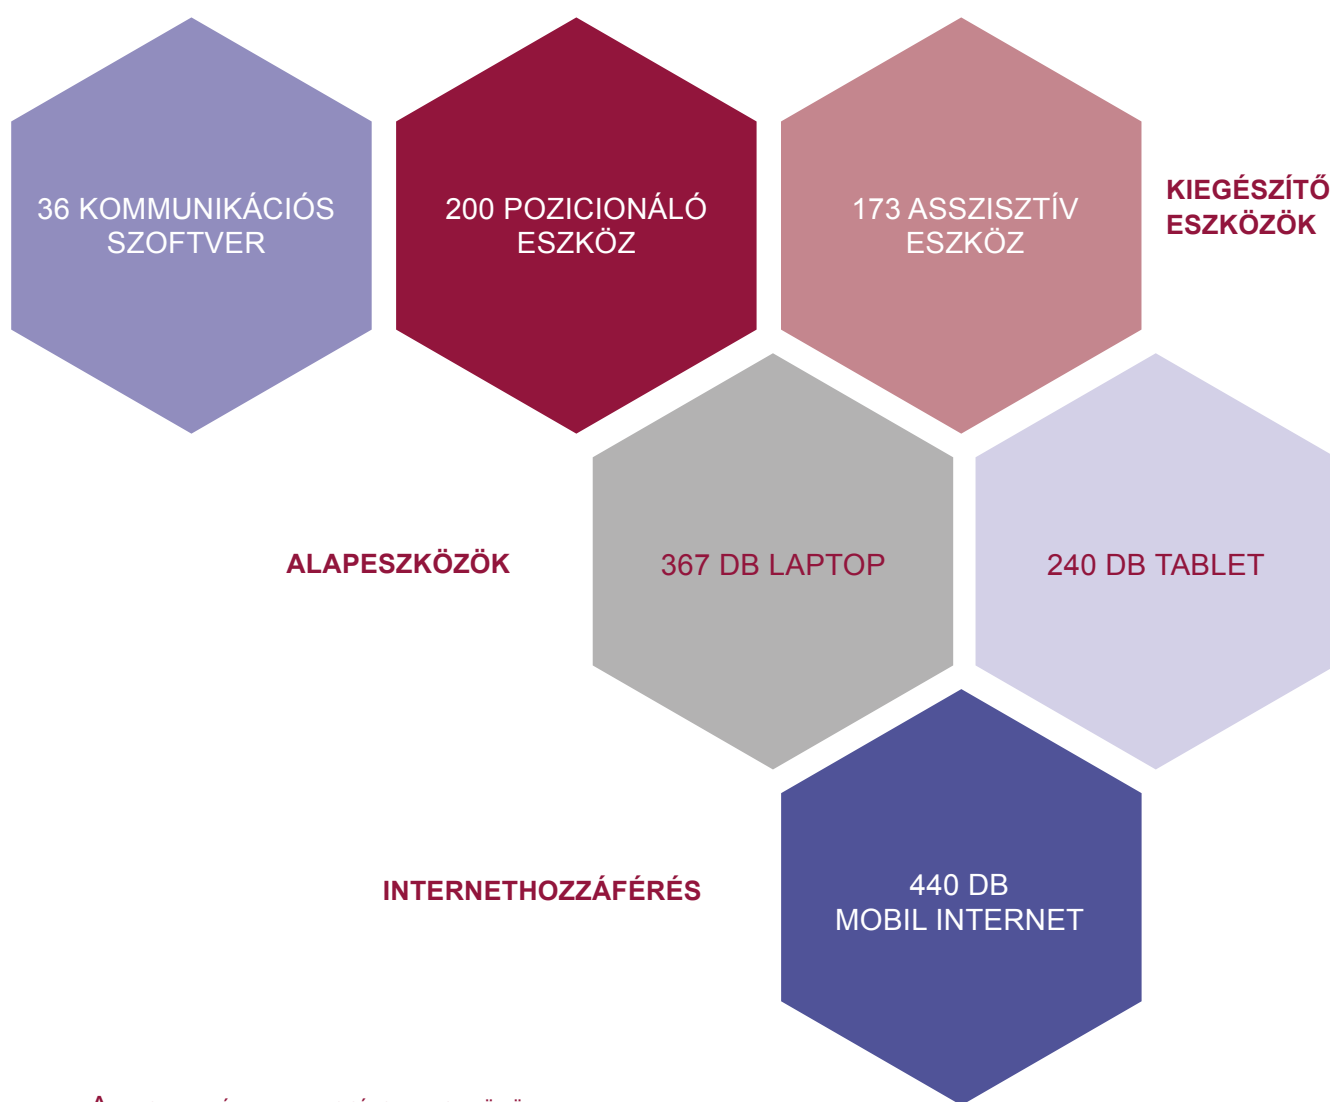 36 KOMMUNIKÁCIÓS
SZOFTVER
200 POZICIONÁLÓ
ESZKÖZ
173 ASSZISZTÍV
ESZKÖZ
KIEGÉSZÍTŐ
ESZKÖZÖK
ALAPESZKÖZÖK
367 DB LAPTOP
240 DB TABLET
INTERNETHOZZÁFÉRÉS
440 DB
MOBIL INTERNET